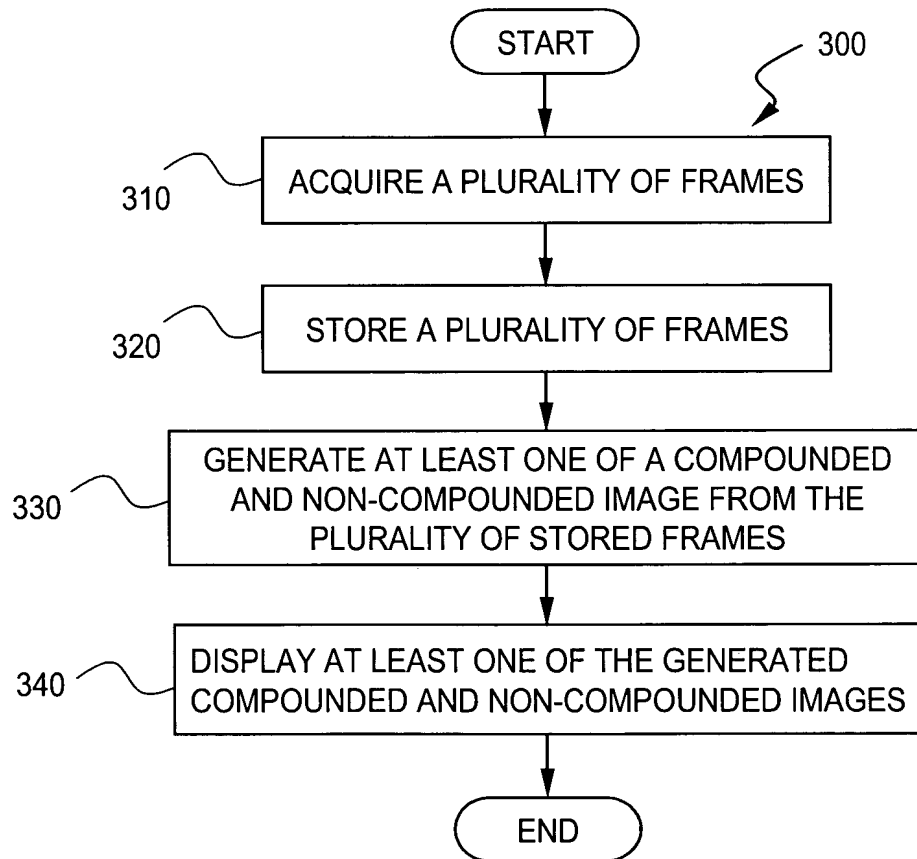 START
300
310
ACQUIRE A PLURALITY OF FRAMES
320
STORE A PLURALITY OF FRAMES
330
GENERATE AT LEAST ONE OF A COMPOUNDED
AND NON-COMPOUNDED IMAGE FROM THE
PLURALITY OF STORED FRAMES
340
DISPLAY AT LEAST ONE OF THE GENERATED
COMPOUNDED AND NON-COMPOUNDED IMAGES
END